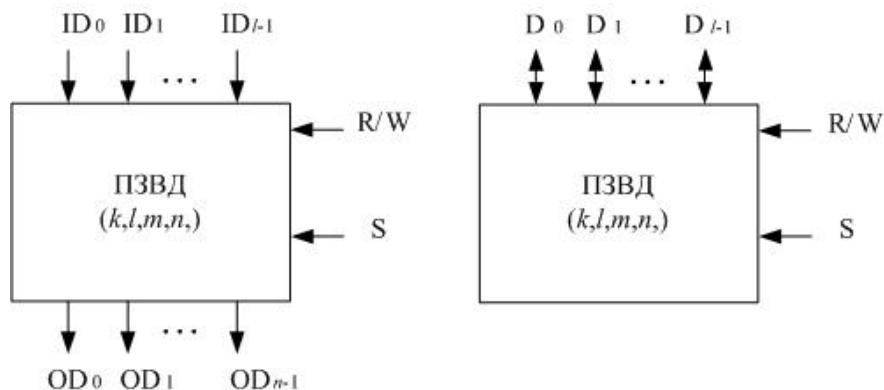 ID0 ID1 ... IDl-1
R/W
ПЗВД
(k,l,m,n,)
S
OD0 OD1 ... ODn-1
D0 D1 ... Dl-1
R/W
ПЗВД
(k,l,m,n,)
S